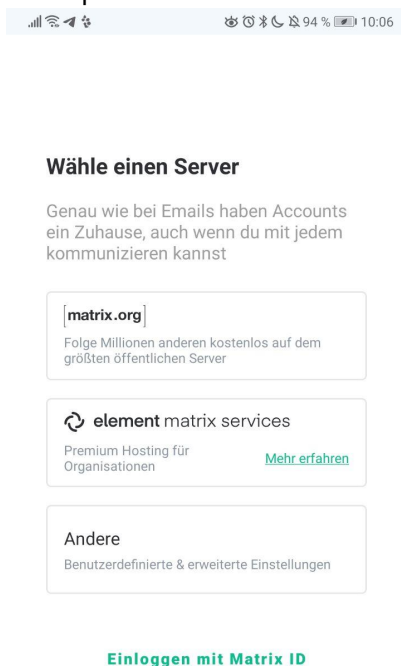 94 % 10:06
Wähle einen Server
Genau wie bei Emails haben Accounts
ein Zuhause, auch wenn du mit jedem
kommunizieren kannst
[matrix.org]
Folge Millionen anderen kostenlos auf dem
größten öffentlichen Server
element matrix services
Premium Hosting für
Organisationen
Mehr erfahren
Andere
Benutzerdefinierte & erweiterte Einstellungen
Einloggen mit Matrix ID